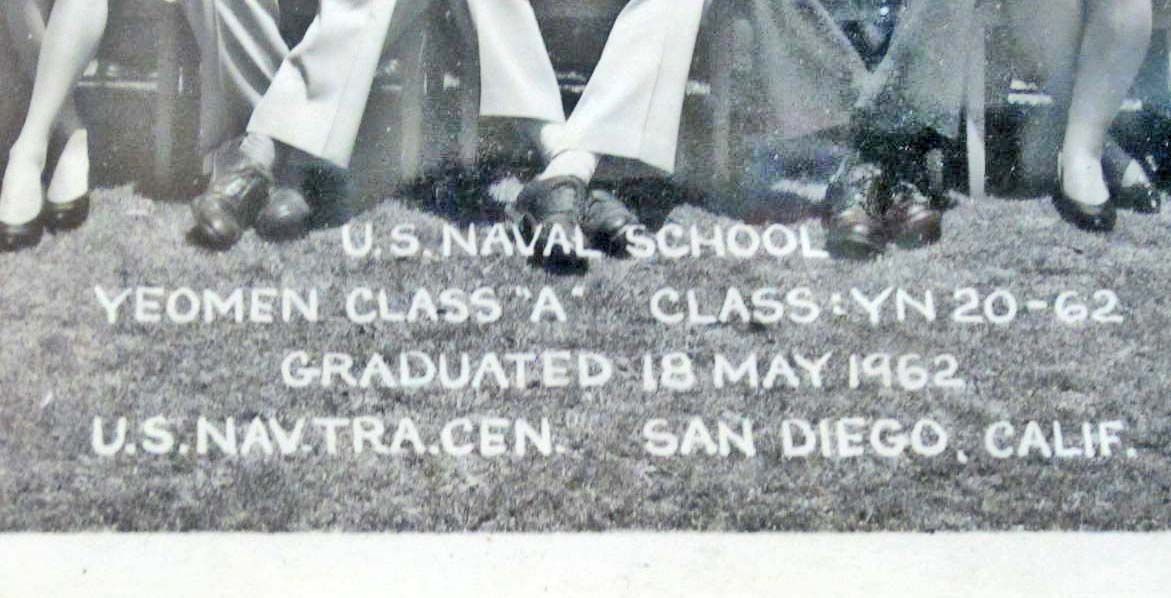 U.S. NAVAL SCHOOL
YEOMEN CLASS "A" CLASS: YN 20-62
GRADUATED 18 MAY 1962
U.S.NAV.TRA.CEN. SAN DIEGO, CALIF.